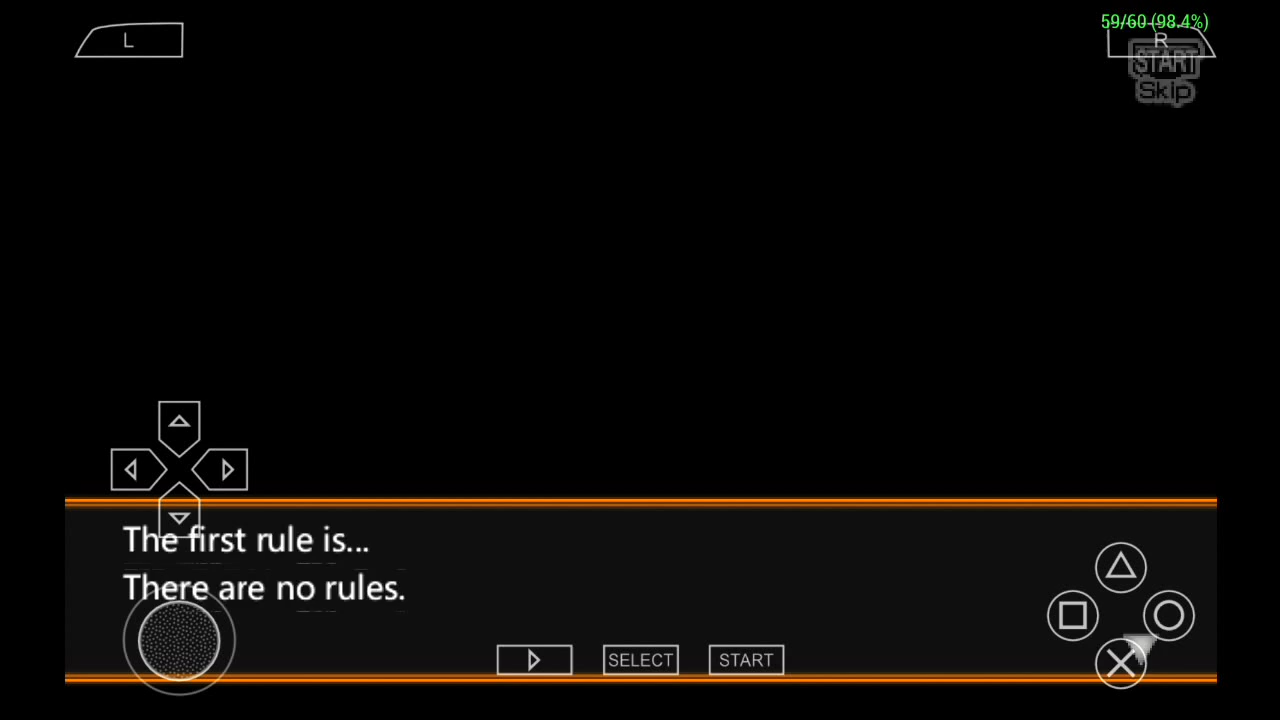 59/60 (98.4%)
L
R
START
Skip
The first rule is...
There are no rules.
SELECT
START